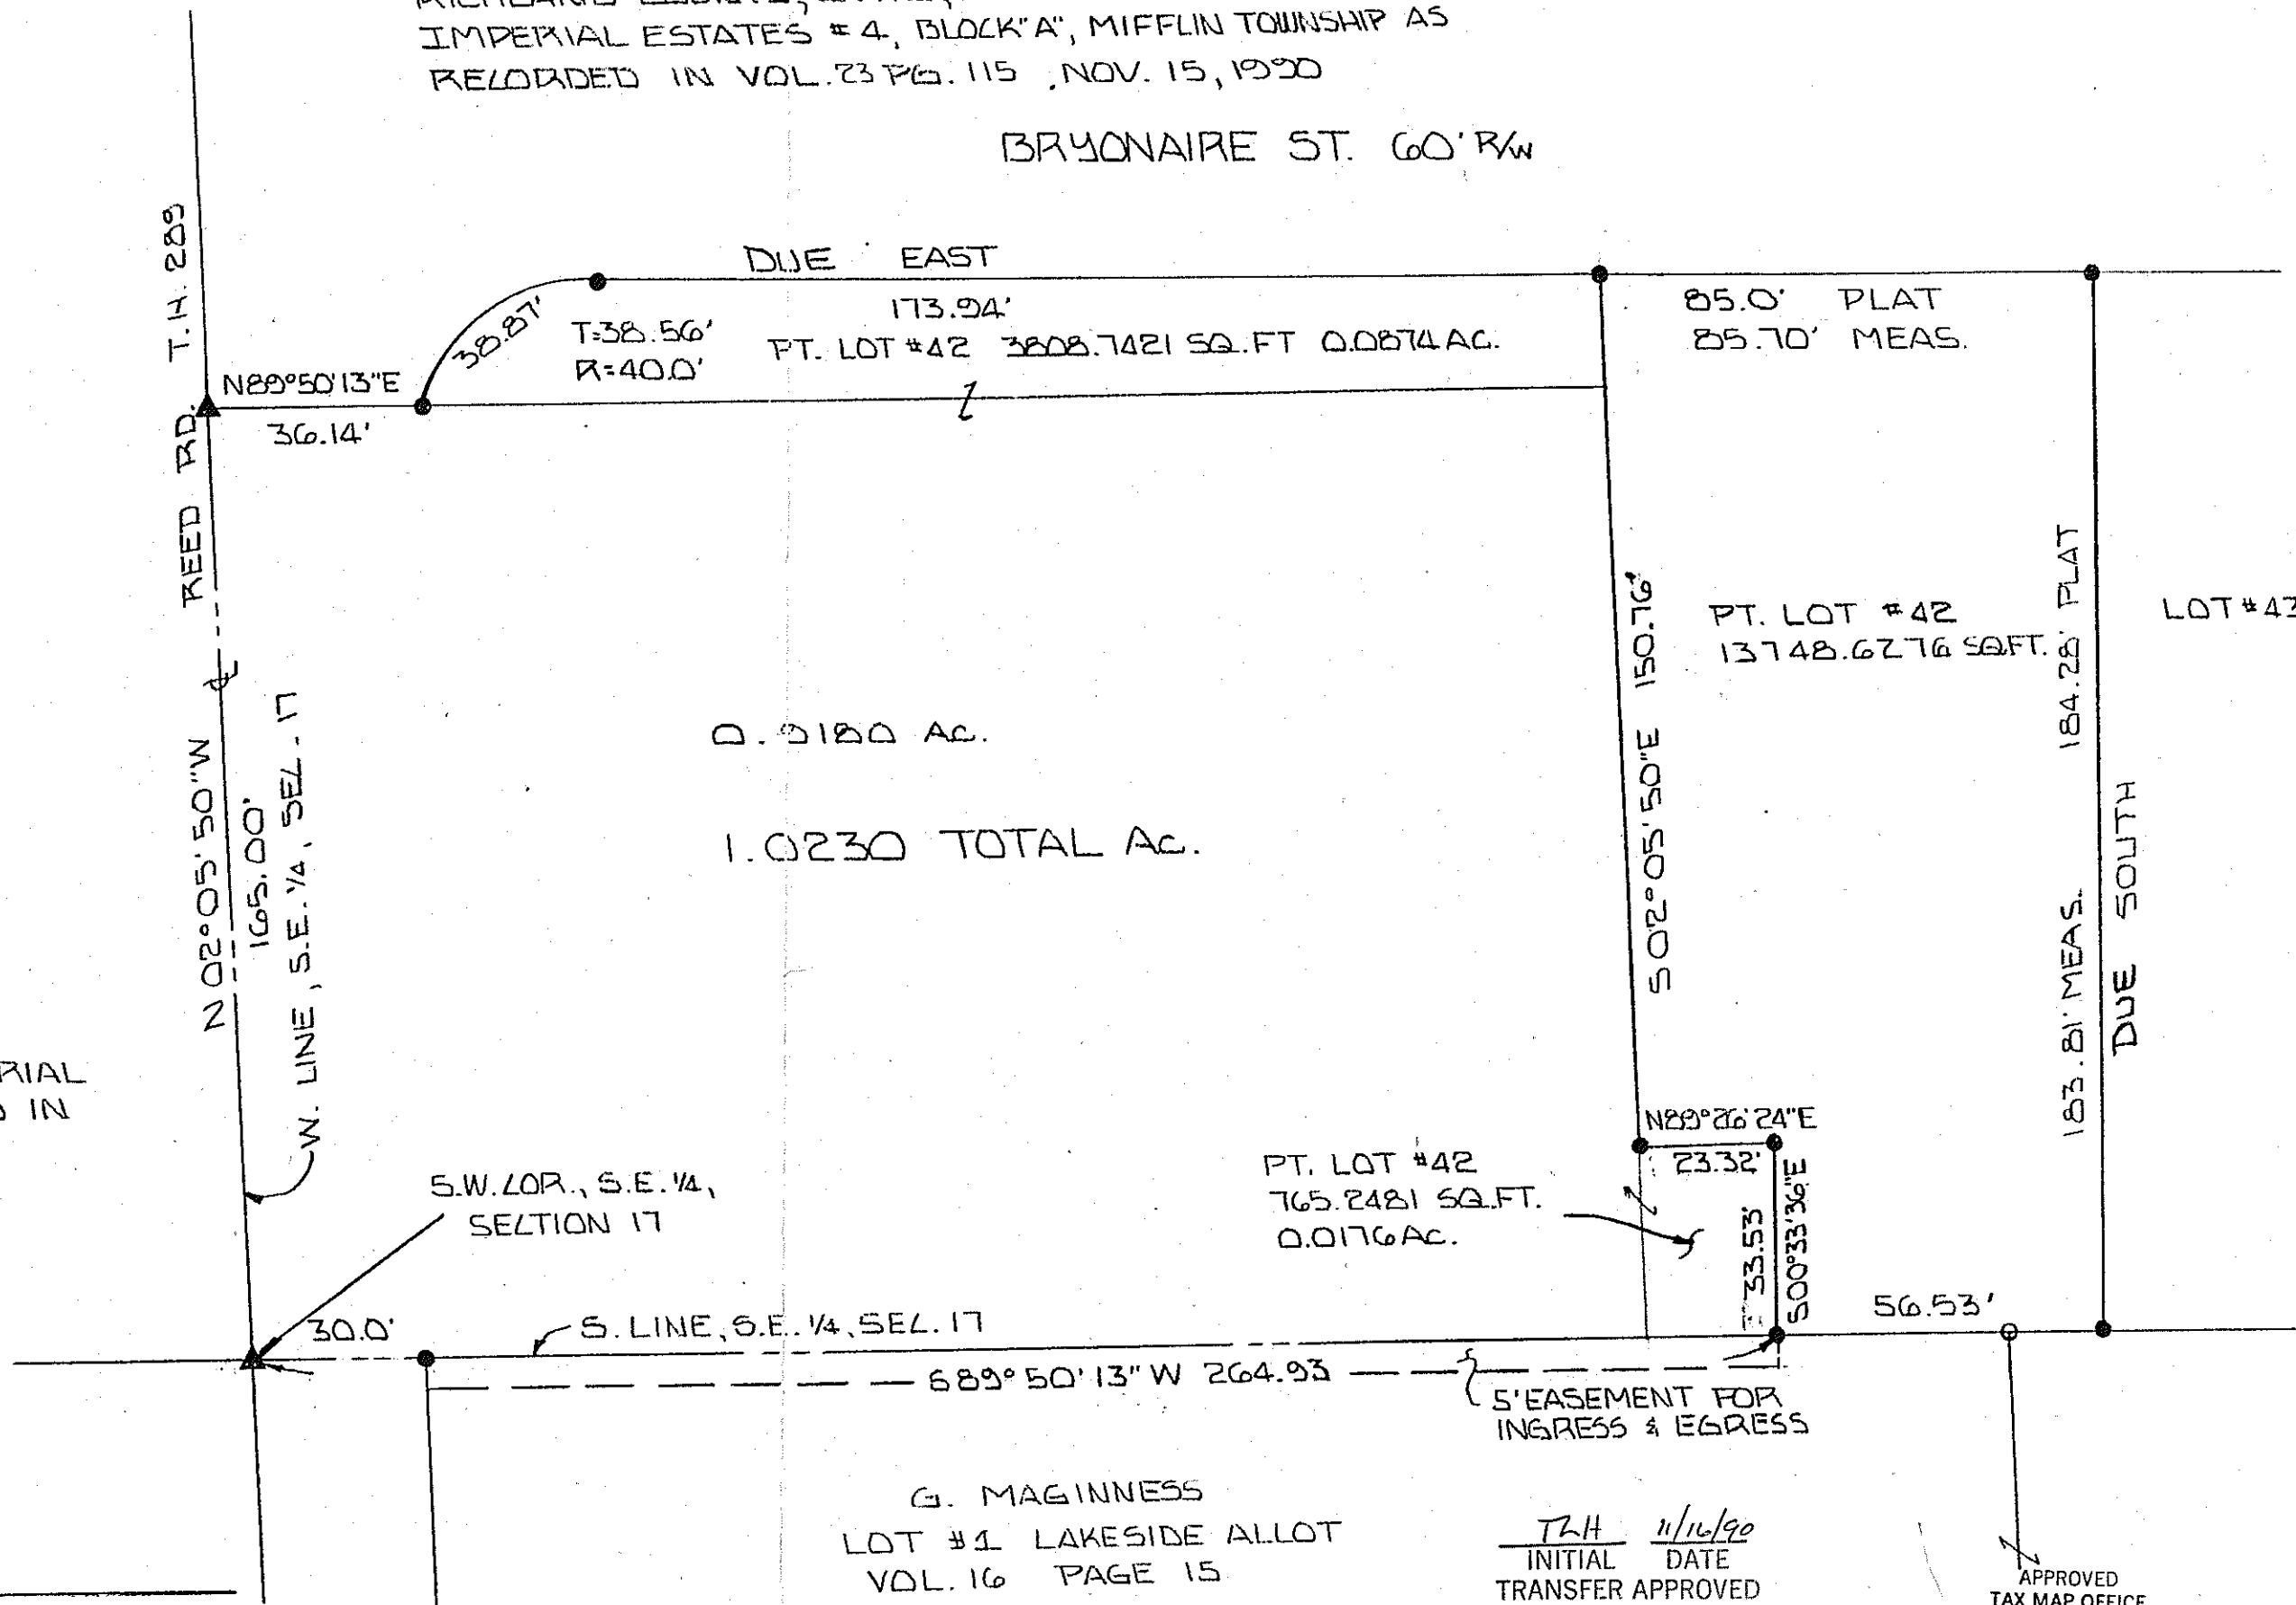 IMPERIAL ESTATES #4, BLOCK "A", MIFFLIN TOWNSHIP AS
RECORDED IN VOL. 23 PG. 115 , NOV. 15, 1990
BRYONAIRE ST. 60' R/W
T.H. 289
REED RD.
DUE EAST
173.94'
38.87'
T=38.56'
R=40.0'
PT. LOT #42 3808.7421 SQ.FT 0.0874 AC.
85.0' PLAT
85.70' MEAS.
N89°50'13"E
36.14'
N 02°05'50"W
165.00'
W. LINE, S.E. 1/4, SEC. 17
0.9180 AC.
1.0230 TOTAL AC.
S02°05'50"E 150.76'
PT. LOT #42
13748.6276 SQ.FT.
184.28' PLAT
183.81' MEAS.
DUE SOUTH
LOT #43
RIAL
IN
S.W. COR., S.E. 1/4,
SECTION 17
PT. LOT #42
765.2481 SQ.FT.
0.0176 AC.
N89°26'24"E
23.32'
33.53'
S00°33'36"E
56.53'
30.0'
S. LINE, S.E. 1/4, SEC. 17
S89°50'13"W 264.93
5' EASEMENT FOR
INGRESS & EGRESS
G. MAGINNESS
LOT #1 LAKESIDE ALLOT
VOL. 16 PAGE 15
11/16/90
INITIAL DATE
TRANSFER APPROVED
APPROVED
TAX MAP OFFICE